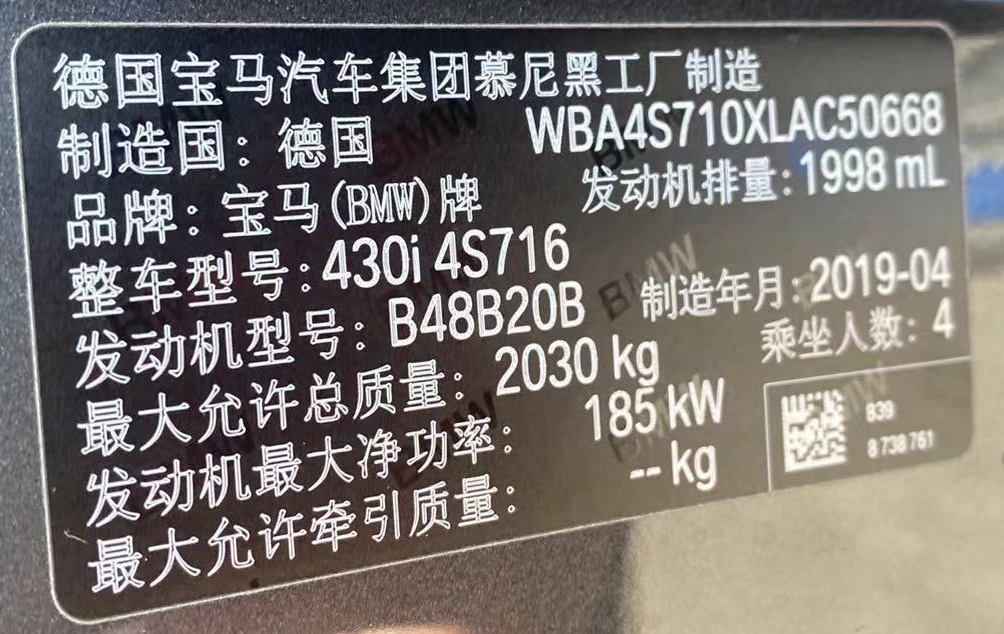 德国宝马汽车集团慕尼黑工厂制造
制造国：德国 WBA4S710XLAC50668
品牌：宝马(BMW)牌 发动机排量：1998 mL
整车型号：430i 4S716
发动机型号：B48B20B 制造年月：2019-04
最大允许总质量：2030 kg 乘坐人数：4
发动机最大净功率：185 kW
最大允许牵引质量：-- kg
B39
8 738 761
BMW
BMW
BMW